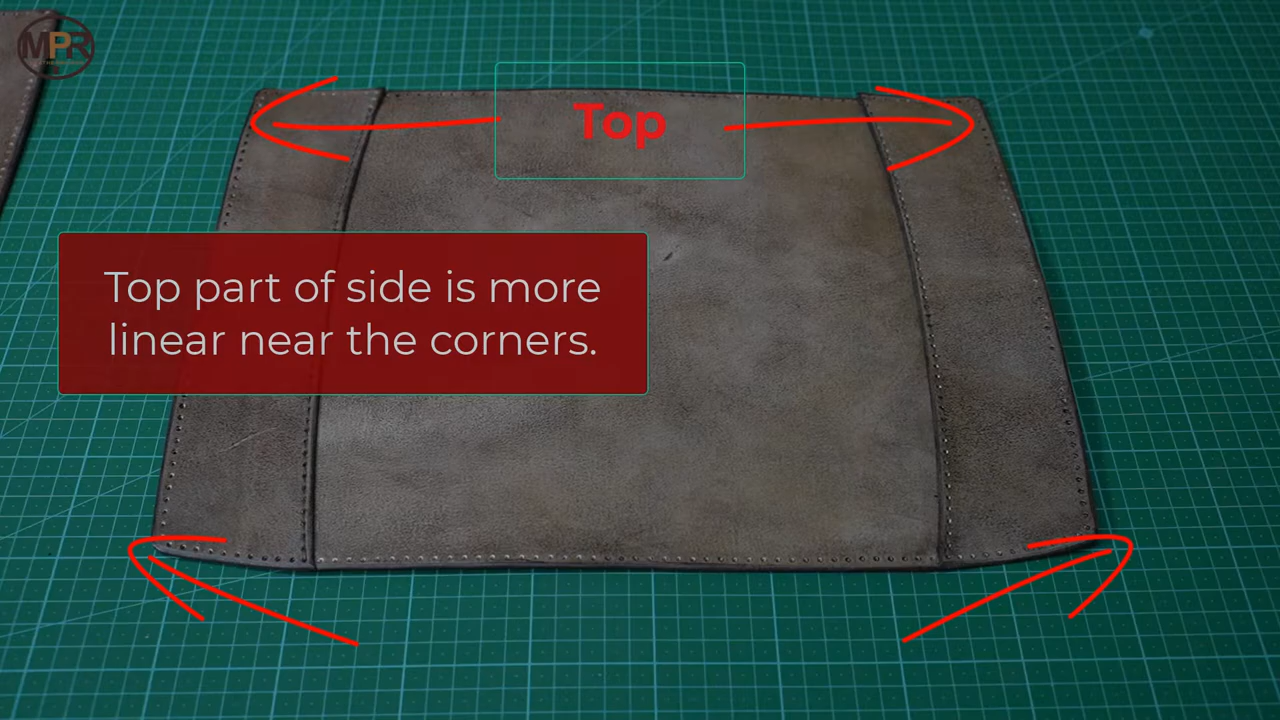 MPR
Top
Top part of side is more
linear near the corners.